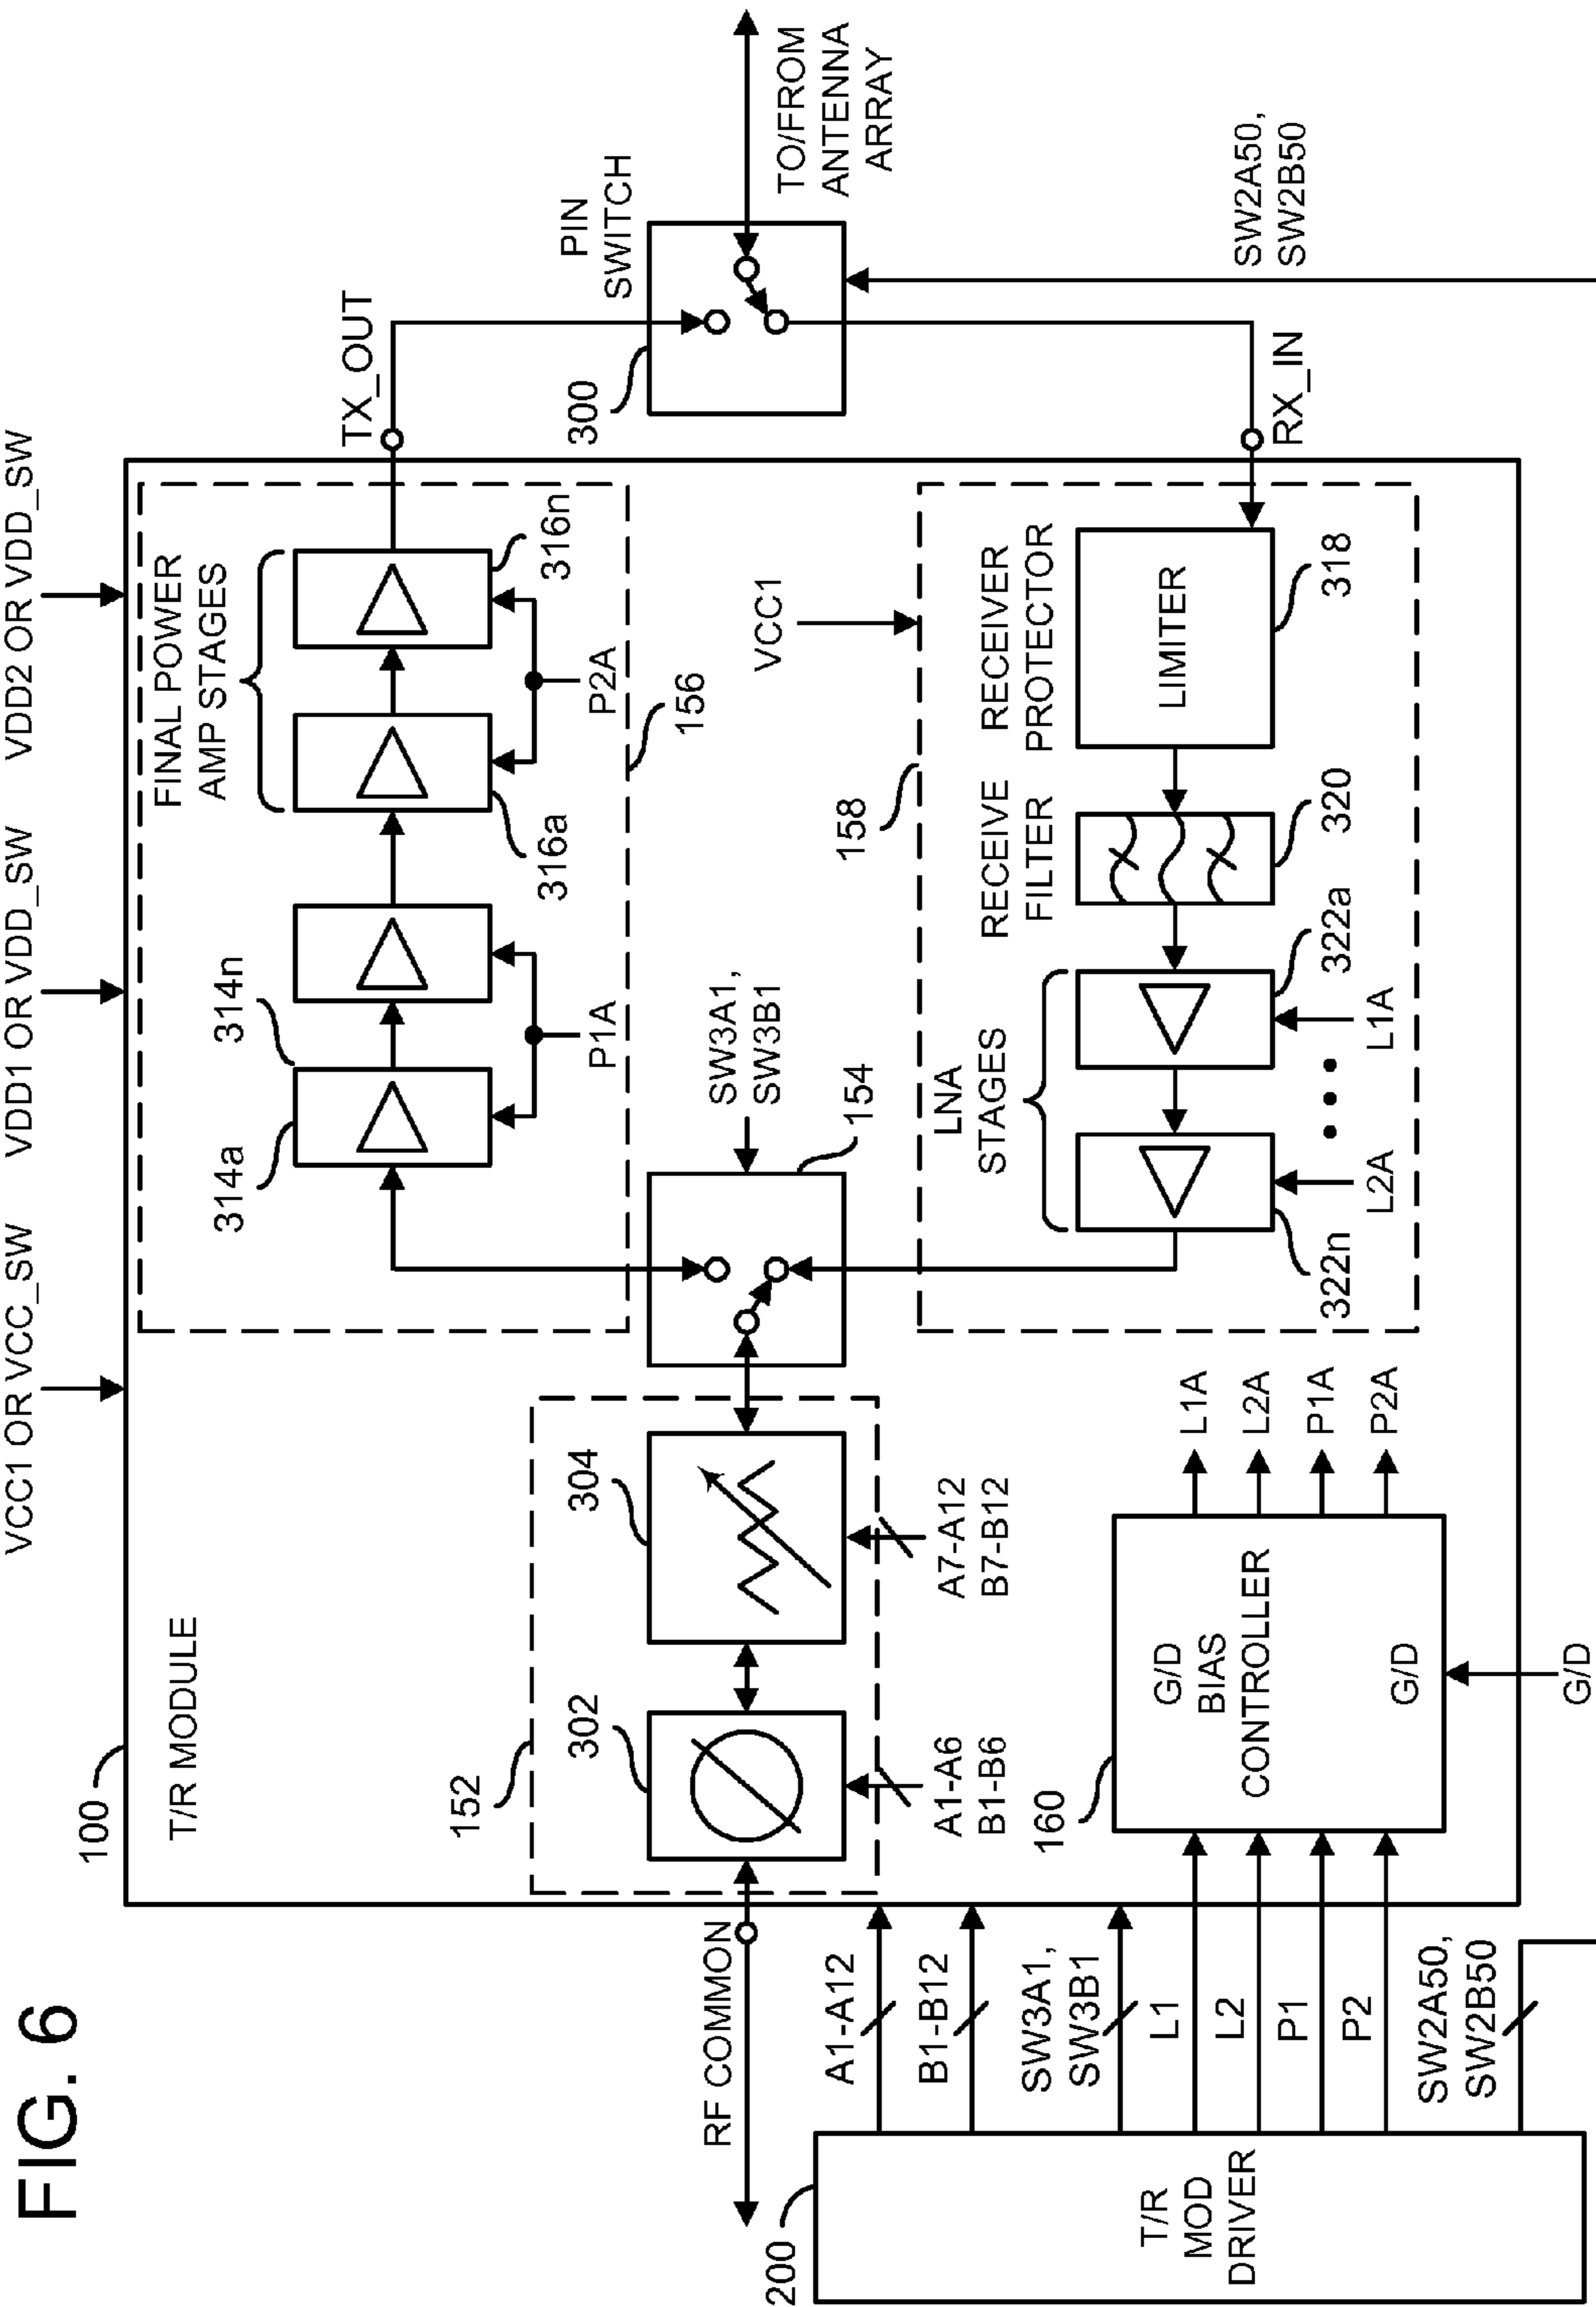 FIG. 6
VCC1 OR VCC_SW
VDD1 OR VDD_SW
VDD2 OR VDD_SW
100
T/R MODULE
314a
314n
FINAL POWER
AMP STAGES
316a
316n
TX_OUT
P1A
P2A
156
152
302
304
SW3A1,
SW3B1
154
300
PIN
SWITCH
TO/FROM
ANTENNA
ARRAY
RF COMMON
A1-A6
B1-B6
A7-A12
B7-B12
158
VCC1
LNA
STAGES
RECEIVE
FILTER
RECEIVER
PROTECTOR
LIMITER
322n
322a
320
318
L2A
L1A
RX_IN
SW2A50,
SW2B50
200
T/R
MOD
DRIVER
A1-A12
B1-B12
SW3A1,
SW3B1
L1
L2
P1
P2
SW2A50,
SW2B50
160
G/D
BIAS
CONTROLLER
G/D
L1A
L2A
P1A
P2A
G/D